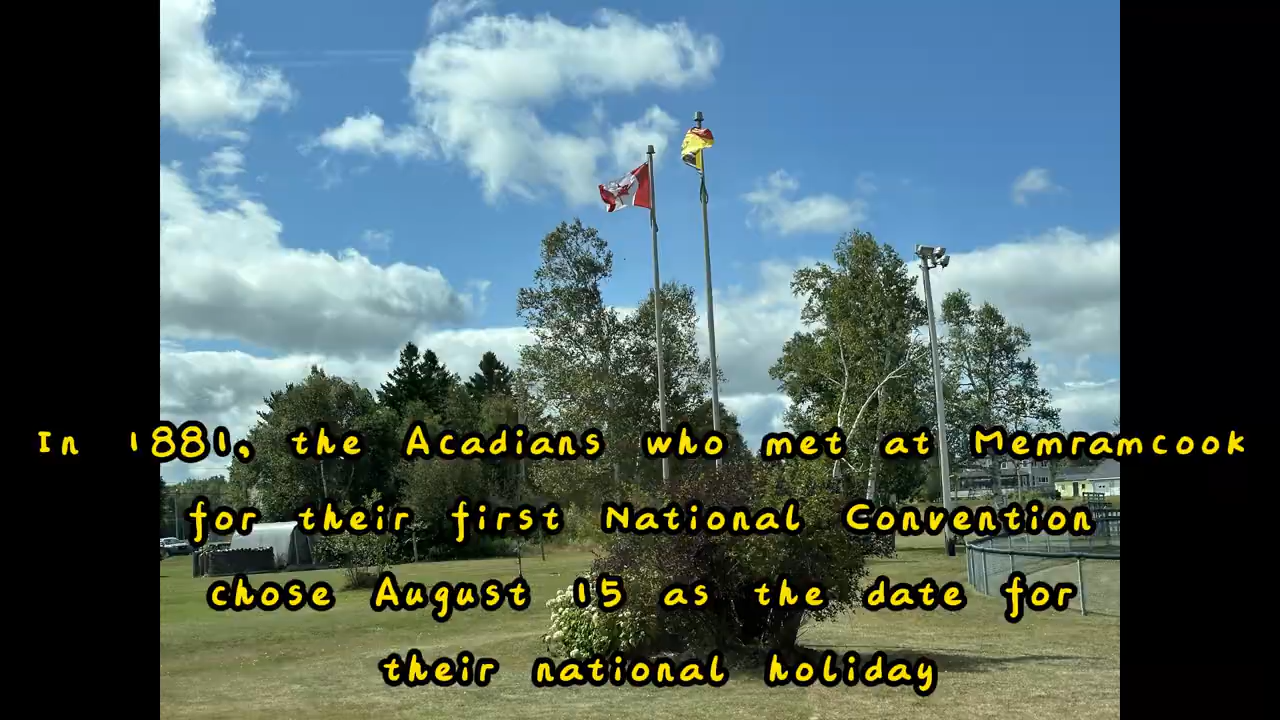 In 1881, the Acadians who met at Memramcook
for their first National Convention
chose August 15 as the date for
their national holiday